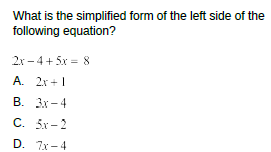 What is the simplified form of the left side of the
following equation?
2x – 4 + 5x = 8
A. 2x + 1
B. 3x – 4
C. 5x – 2
D. 7x – 4